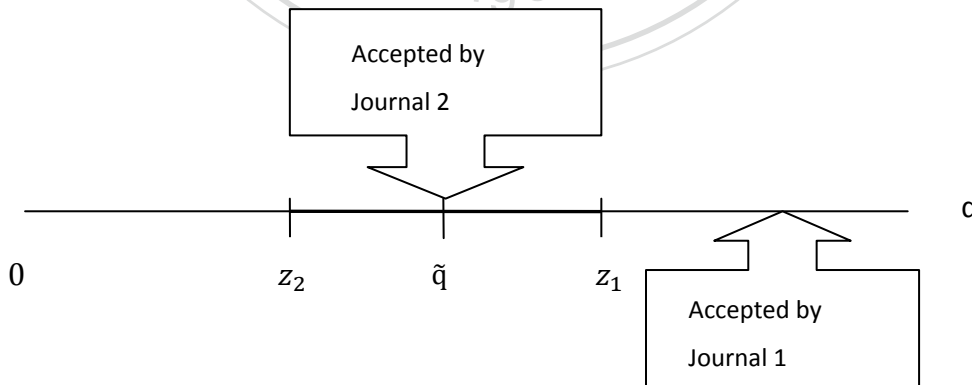 Accepted by
Journal 2
0
z₂
q̃
z₁
Accepted by
Journal 1